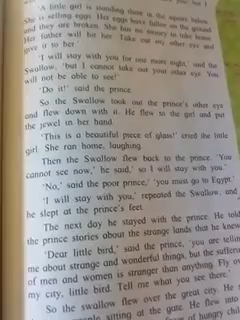 'A little girl is standing there in the square below.
She is selling eggs. Her eggs have fallen on the ground
and they are broken. She has no money to take home.
Her father will hit her. Take out my other eye and
give it to her.'
'I will stay with you for one more night,' said the
Swallow, 'but I cannot take out your other eye. You
will not be able to see!'
'Do it!' said the prince.
So the Swallow took out the prince's other eye
and flew down with it. He flew to the girl and put
the jewel in her hand.
'This is a beautiful piece of glass!' cried the little
girl. She ran home, laughing.
Then the Swallow flew back to the prince. 'You
cannot see now,' he said, 'so I will stay with you.'
'No,' said the poor prince, 'you must go to Egypt.'
'I will stay with you,' repeated the Swallow, and
he slept at the prince's feet.
The next day he stayed with the prince. He told
the prince stories about the strange lands that he knew
'Dear little bird,' said the prince, 'you are telling
me about strange and wonderful things, but the suffering
of men and women is stranger than anything. Fly ov
my city, little bird. Tell me what you see there.'
So the swallow flew over the great city. He s
sitting at the gate. He flew into
of hungry chil